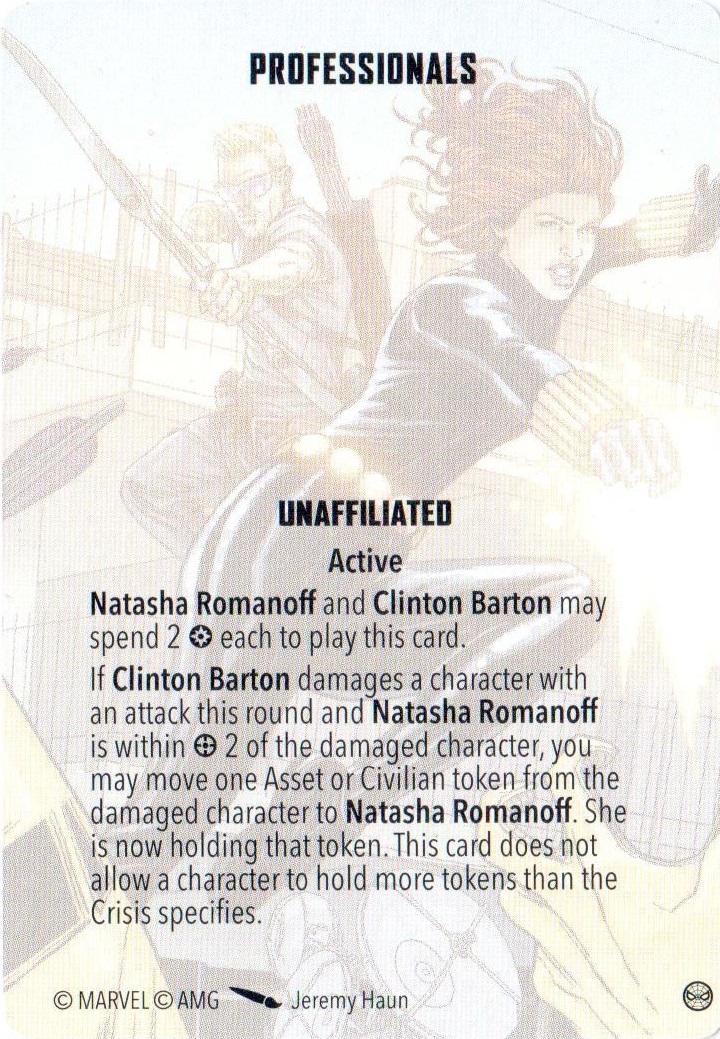 PROFESSIONALS
UNAFFILIATED
Active
Natasha Romanoff and Clinton Barton may
spend 2 each to play this card.
If Clinton Barton damages a character with
an attack this round and Natasha Romanoff
is within 2 of the damaged character, you
may move one Asset or Civilian token from the
damaged character to Natasha Romanoff. She
is now holding that token. This card does not
allow a character to hold more tokens than the
Crisis specifies.
© MARVEL © AMG Jeremy Haun